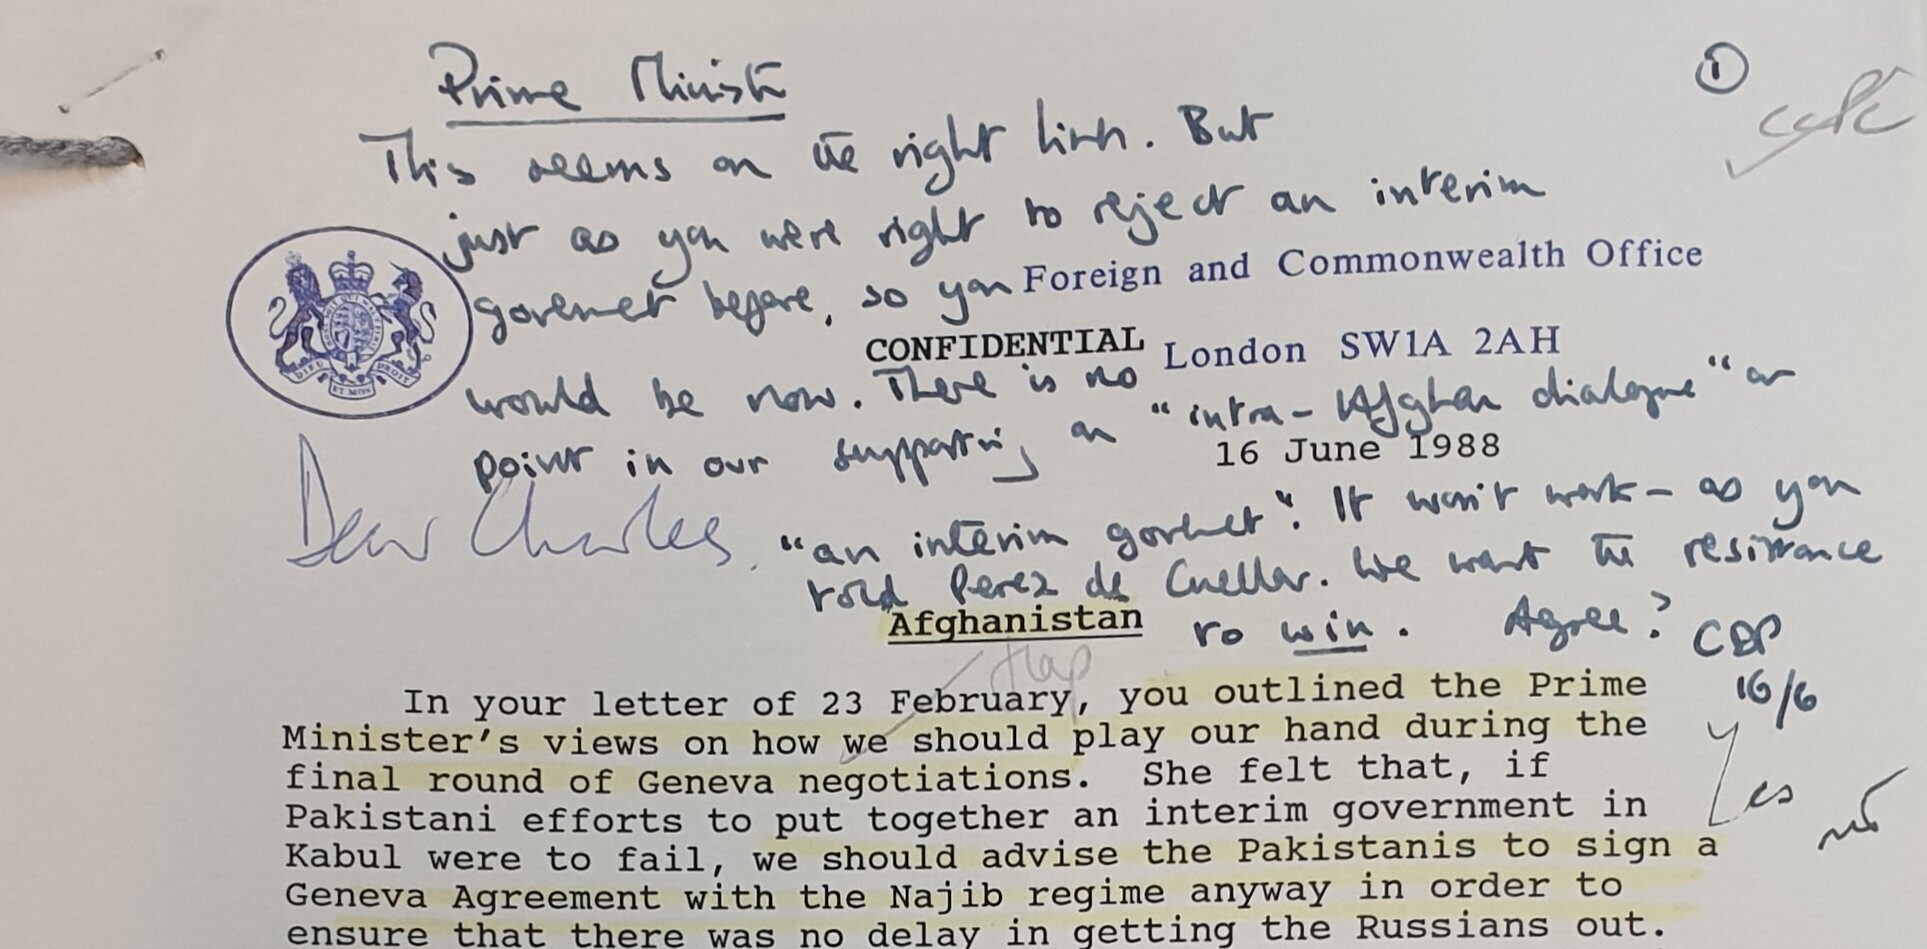 ①
Prime Minister
This seems on the right lines. But
just as you were right to reject an interim
government before, so you
Foreign and Commonwealth Office
CONFIDENTIAL
London SW1A 2AH
would be now. There is no
point in our supporting an "intra-Afghan dialogue" or
16 June 1988
Dear Charles,
"an interim government". It won't work - as you
told Perez de Cuellar. We want the resistance
to win. Agree?
Afghanistan
CDP
16/6
flap
Yes
In your letter of 23 February, you outlined the Prime
Minister's views on how we should play our hand during the
final round of Geneva negotiations. She felt that, if
Pakistani efforts to put together an interim government in
Kabul were to fail, we should advise the Pakistanis to sign a
Geneva Agreement with the Najib regime anyway in order to
ensure that there was no delay in getting the Russians out.
DIEU ET MON DROIT